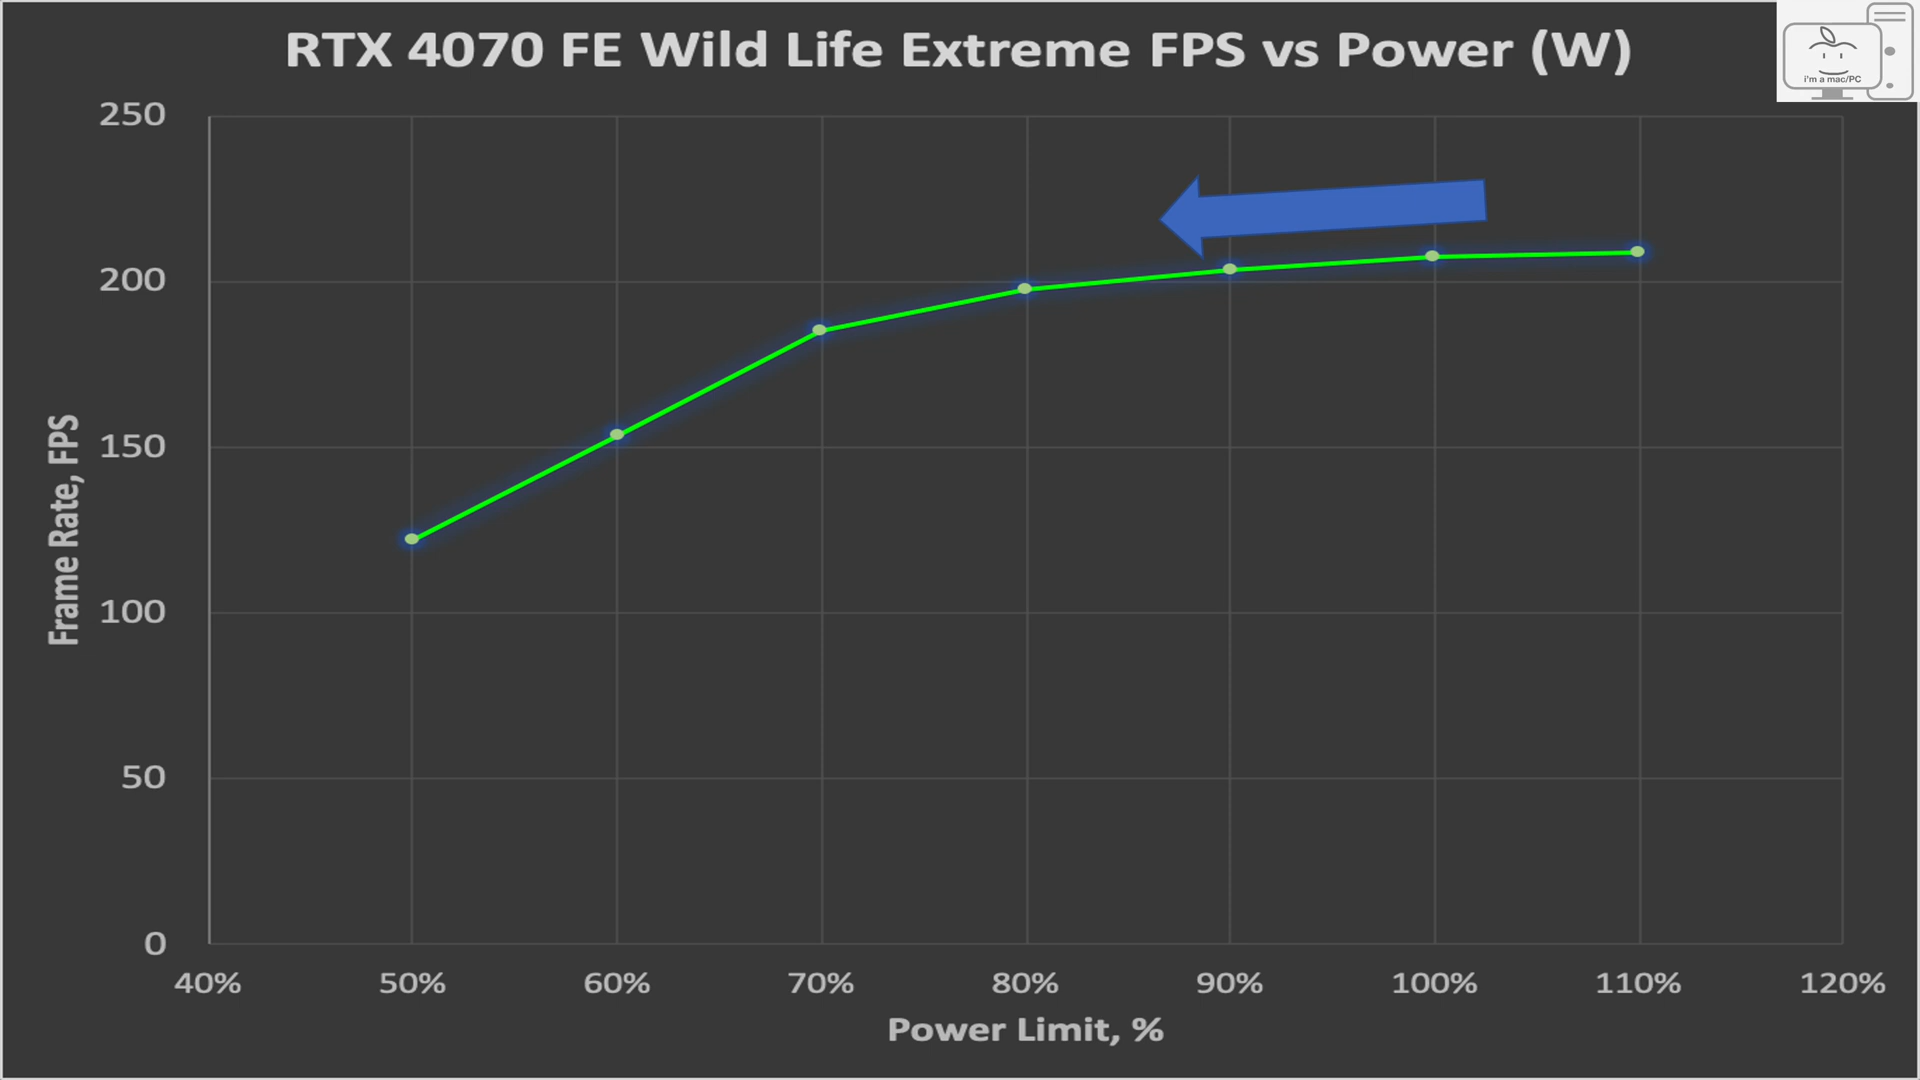 RTX 4070 FE Wild Life Extreme FPS vs Power (W)
i'm a mac/PC
250
200
150
100
50
0
Frame Rate, FPS
40% 50% 60% 70% 80% 90% 100% 110% 120%
Power Limit, %